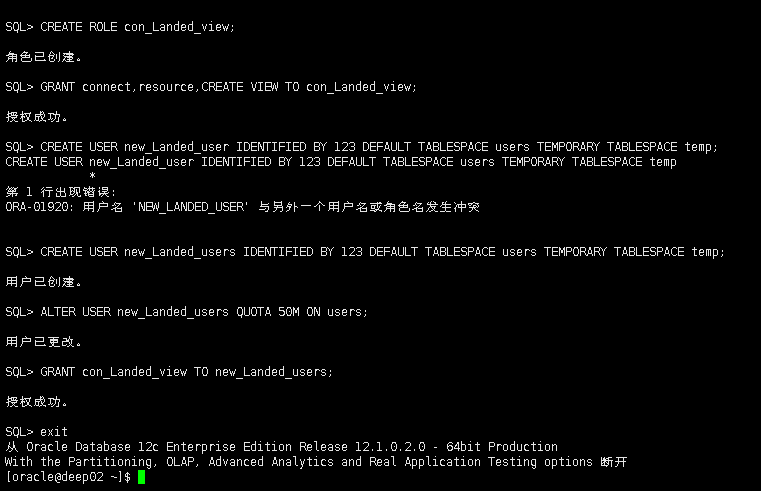 SQL> CREATE ROLE con_Landed_view;
角色已创建。
SQL> GRANT connect,resource,CREATE VIEW TO con_Landed_view;
授权成功。
SQL> CREATE USER new_Landed_user IDENTIFIED BY 123 DEFAULT TABLESPACE users TEMPORARY TABLESPACE temp;
CREATE USER new_Landed_user IDENTIFIED BY 123 DEFAULT TABLESPACE users TEMPORARY TABLESPACE temp
*
第 1 行出现错误:
ORA-01920: 用户名 'NEW_LANDED_USER' 与另外一个用户名或角色名发生冲突
SQL> CREATE USER new_Landed_users IDENTIFIED BY 123 DEFAULT TABLESPACE users TEMPORARY TABLESPACE temp;
用户已创建。
SQL> ALTER USER new_Landed_users QUOTA 50M ON users;
用户已更改。
SQL> GRANT con_Landed_view TO new_Landed_users;
授权成功。
SQL> exit
从 Oracle Database 12c Enterprise Edition Release 12.1.0.2.0 - 64bit Production
With the Partitioning, OLAP, Advanced Analytics and Real Application Testing options 断开
[oracle@deep02 ~]$